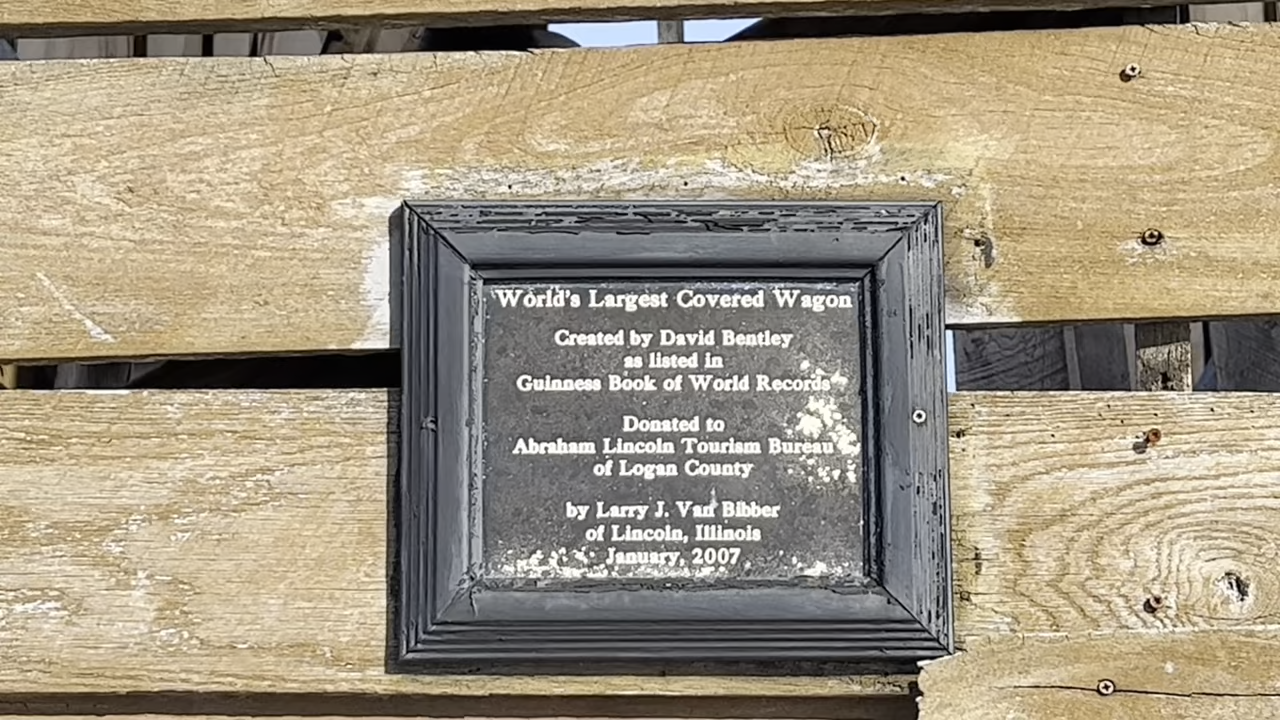 World's Largest Covered Wagon
Created by David Bentley
as listed in
Guinness Book of World Records
Donated to
Abraham Lincoln Tourism Bureau
of Logan County
by Larry J. Van Bibber
of Lincoln, Illinois
January, 2007